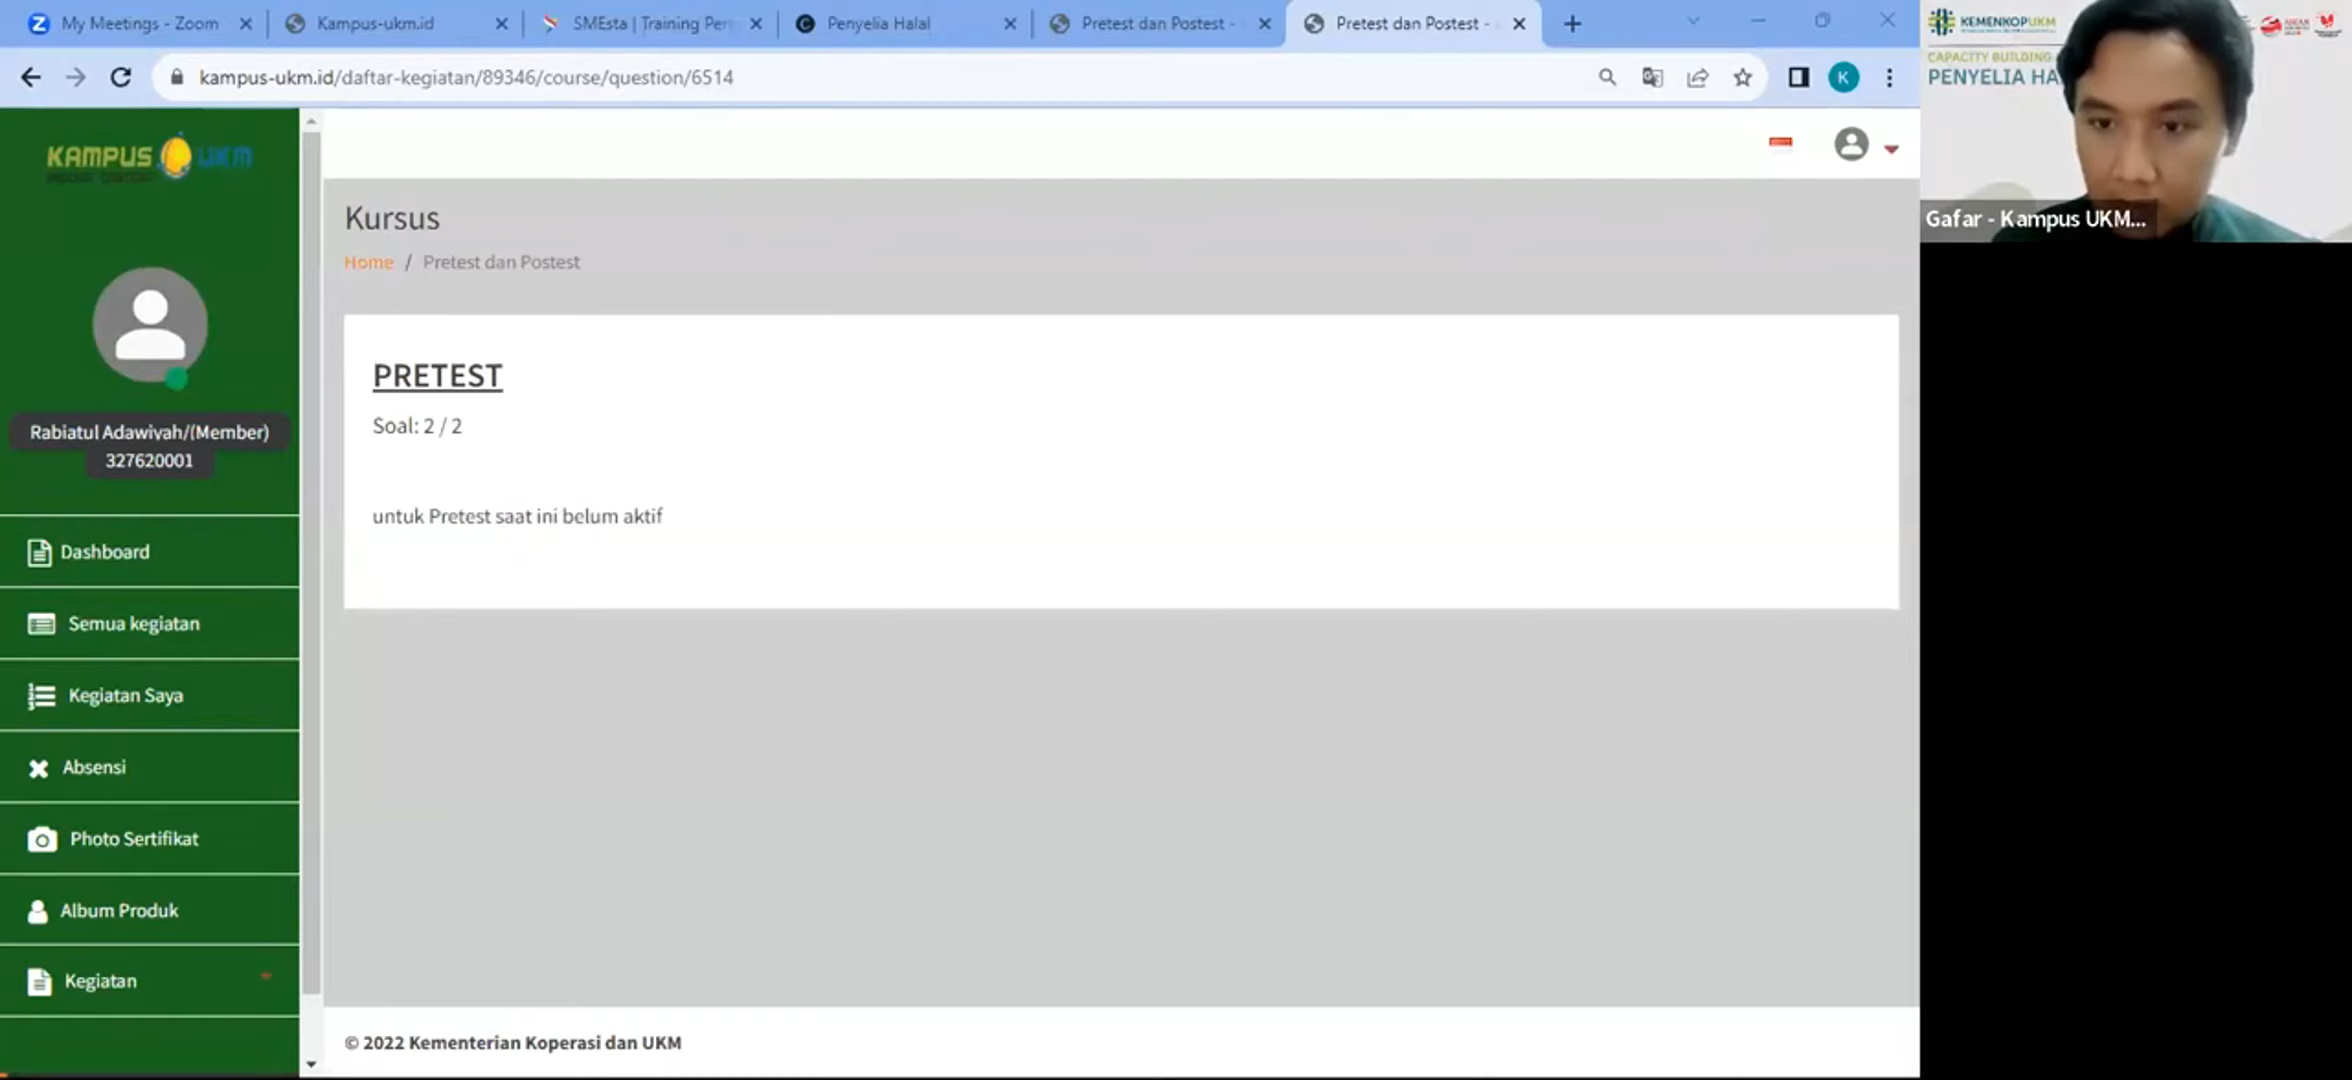 My Meetings - Zoom
Kampus-ukm.id
SMEsta | Training Per
Penyelia Halal
Pretest dan Postest -
Pretest dan Postest -
kampus-ukm.id/daftar-kegiatan/89346/course/question/6514
K
KEMENKOPUKM
CAPACITY BUILDING
PENYELIA HA
Gafar - Kampus UKM...
KAMPUS UKM
Rabiatul Adawiyah/(Member)
327620001
Dashboard
Semua kegiatan
Kegiatan Saya
Absensi
Photo Sertifikat
Album Produk
Kegiatan
Kursus
Home / Pretest dan Postest
PRETEST
Soal: 2 / 2
untuk Pretest saat ini belum aktif
© 2022 Kementerian Koperasi dan UKM